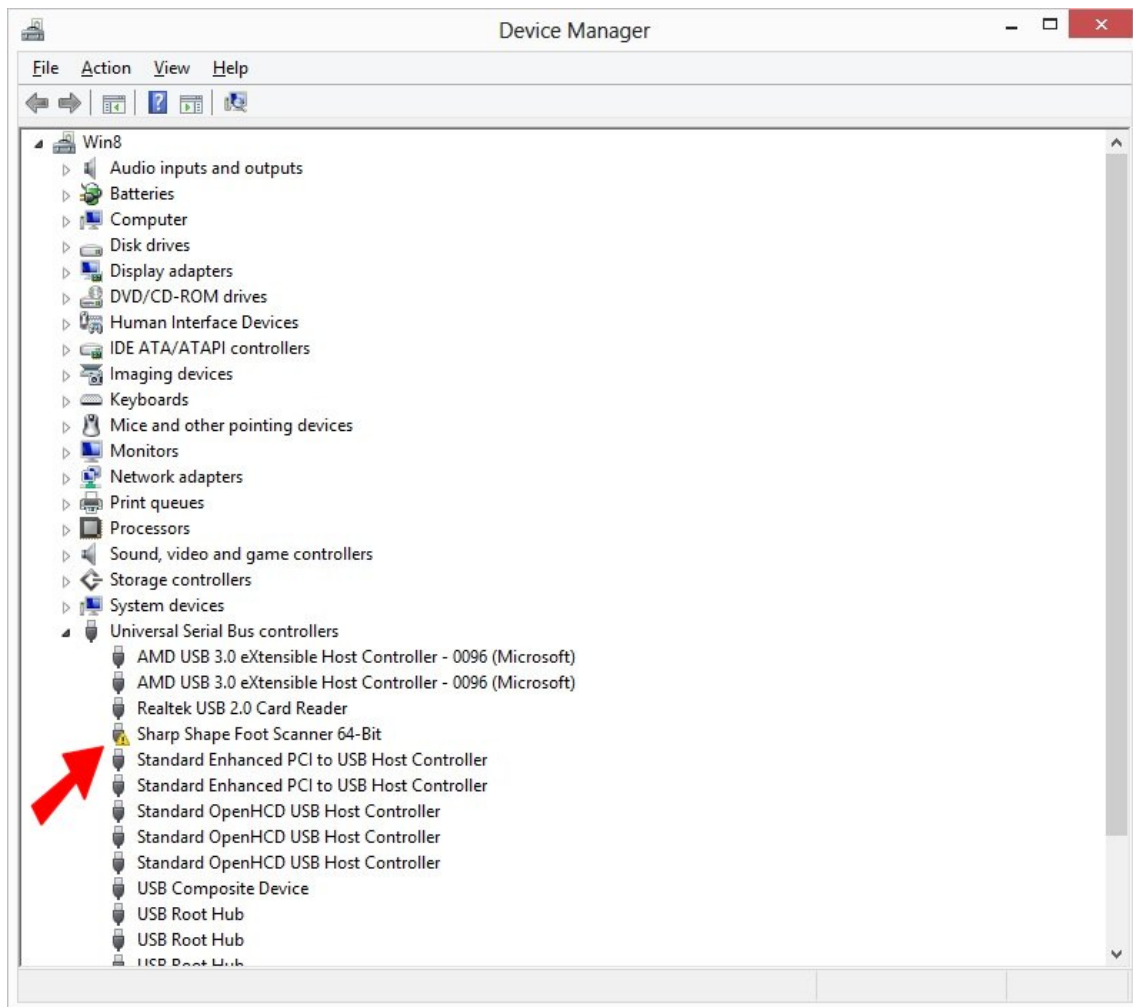 Device Manager
File Action View Help
Win8
Audio inputs and outputs
Batteries
Computer
Disk drives
Display adapters
DVD/CD-ROM drives
Human Interface Devices
IDE ATA/ATAPI controllers
Imaging devices
Keyboards
Mice and other pointing devices
Monitors
Network adapters
Print queues
Processors
Sound, video and game controllers
Storage controllers
System devices
Universal Serial Bus controllers
AMD USB 3.0 eXtensible Host Controller - 0096 (Microsoft)
AMD USB 3.0 eXtensible Host Controller - 0096 (Microsoft)
Realtek USB 2.0 Card Reader
Sharp Shape Foot Scanner 64-Bit
Standard Enhanced PCI to USB Host Controller
Standard Enhanced PCI to USB Host Controller
Standard OpenHCD USB Host Controller
Standard OpenHCD USB Host Controller
Standard OpenHCD USB Host Controller
USB Composite Device
USB Root Hub
USB Root Hub
USB Root Hub